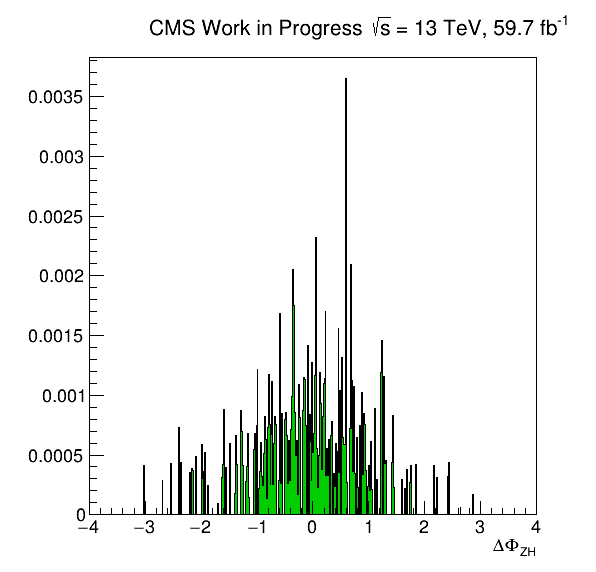 CMS Work in Progress √s = 13 TeV, 59.7 fb⁻¹
0.0035
0.003
0.0025
0.002
0.0015
0.001
0.0005
0
−4 −3 −2 −1 0 1 2 3 4
ΔΦ_ZH